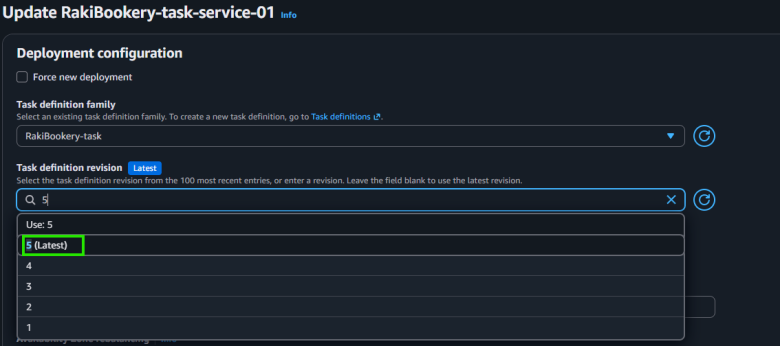 Update RakiBookery-task-service-01 Info
Deployment configuration
Force new deployment
Task definition family
Select an existing task definition family. To create a new task definition, go to Task definitions.
RakiBookery-task
Task definition revision Latest
Select the task definition revision from the 100 most recent entries, or enter a revision. Leave the field blank to use the latest revision.
5
Use: 5
5 (Latest)
4
3
2
1